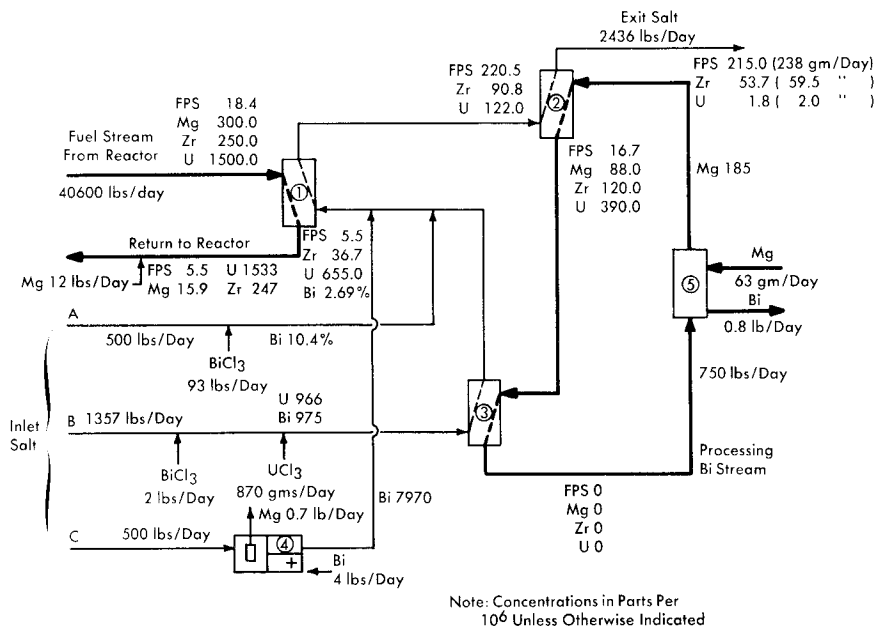 Exit Salt
2436 lbs/Day
FPS 215.0 (238 gm/Day)
Zr 53.7 ( 59.5 " )
U 1.8 ( 2.0 " )
FPS 220.5
Zr 90.8
U 122.0
②
FPS 18.4
Mg 300.0
Zr 250.0
U 1500.0
Fuel Stream
From Reactor
40600 lbs/day
①
FPS 16.7
Mg 88.0
Zr 120.0
U 390.0
Mg 185
Return to Reactor
Mg 12 lbs/Day
FPS 5.5 U 1533
Mg 15.9 Zr 247
FPS 5.5
Zr 36.7
U 655.0
Bi 2.69%
Mg
63 gm/Day
⑤
Bi
0.8 lb/Day
A
500 lbs/Day
Bi 10.4%
BiCl3
93 lbs/Day
750 lbs/Day
Inlet
Salt
B 1357 lbs/Day
U 966
Bi 975
③
BiCl3
2 lbs/Day
UCl3
870 gms/Day
Processing
Bi Stream
Bi 7970
FPS 0
Mg 0
Zr 0
U 0
C 500 lbs/Day
Mg 0.7 lb/Day
④
+
Bi
4 lbs/Day
Note: Concentrations in Parts Per
10⁶ Unless Otherwise Indicated